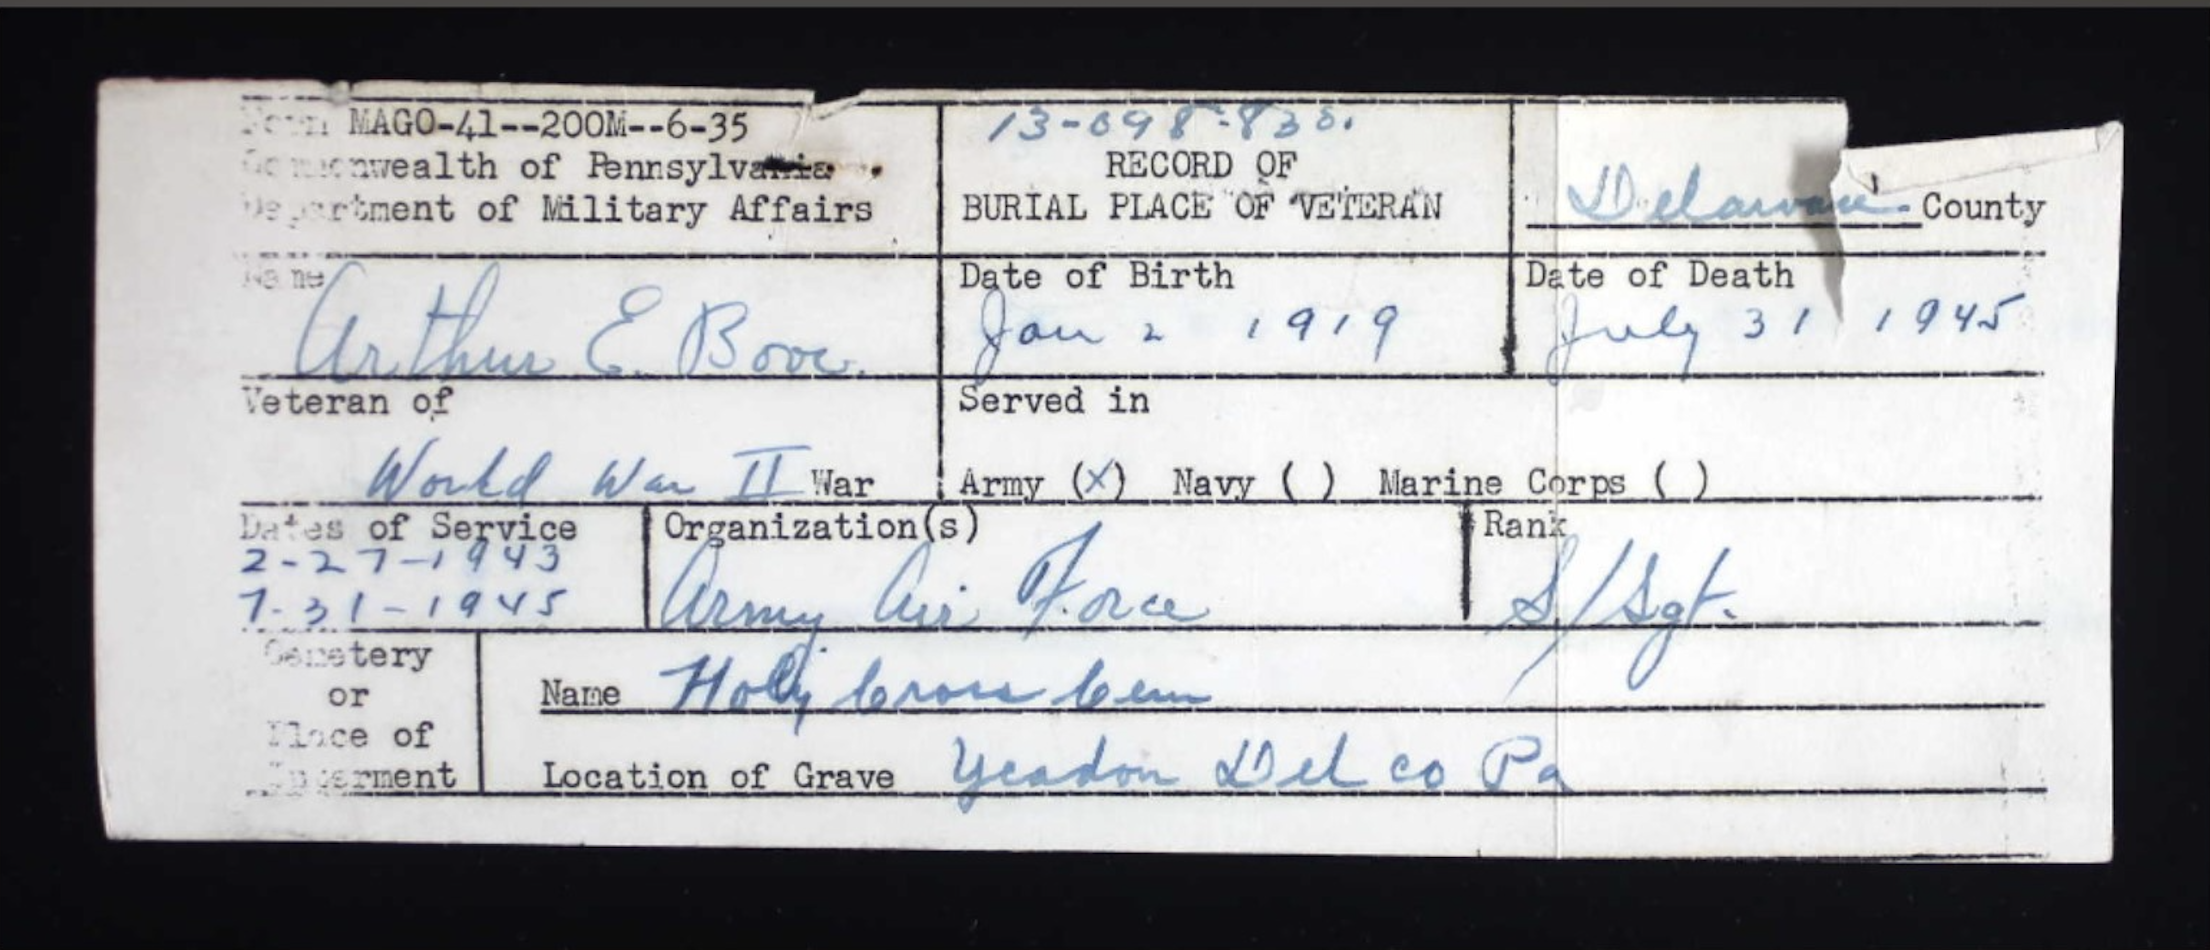 Form MAGO-41--200M--6-35
Commonwealth of Pennsylvania
Department of Military Affairs
13-098-838.
RECORD OF
BURIAL PLACE OF VETERAN
Delaware County
Name
Arthur E. Bove.
Date of Birth
Jan 2 1919
Date of Death
July 31 1945
Veteran of
World War II War
Served in
Army (X) Navy ( ) Marine Corps ( )
Dates of Service
2-27-1943
7-31-1945
Organization(s)
Army Air Force
Rank
S/Sgt.
Cemetery
or
Place of
Interment
Name Holy Cross Cem
Location of Grave Yeadon Del co Pa